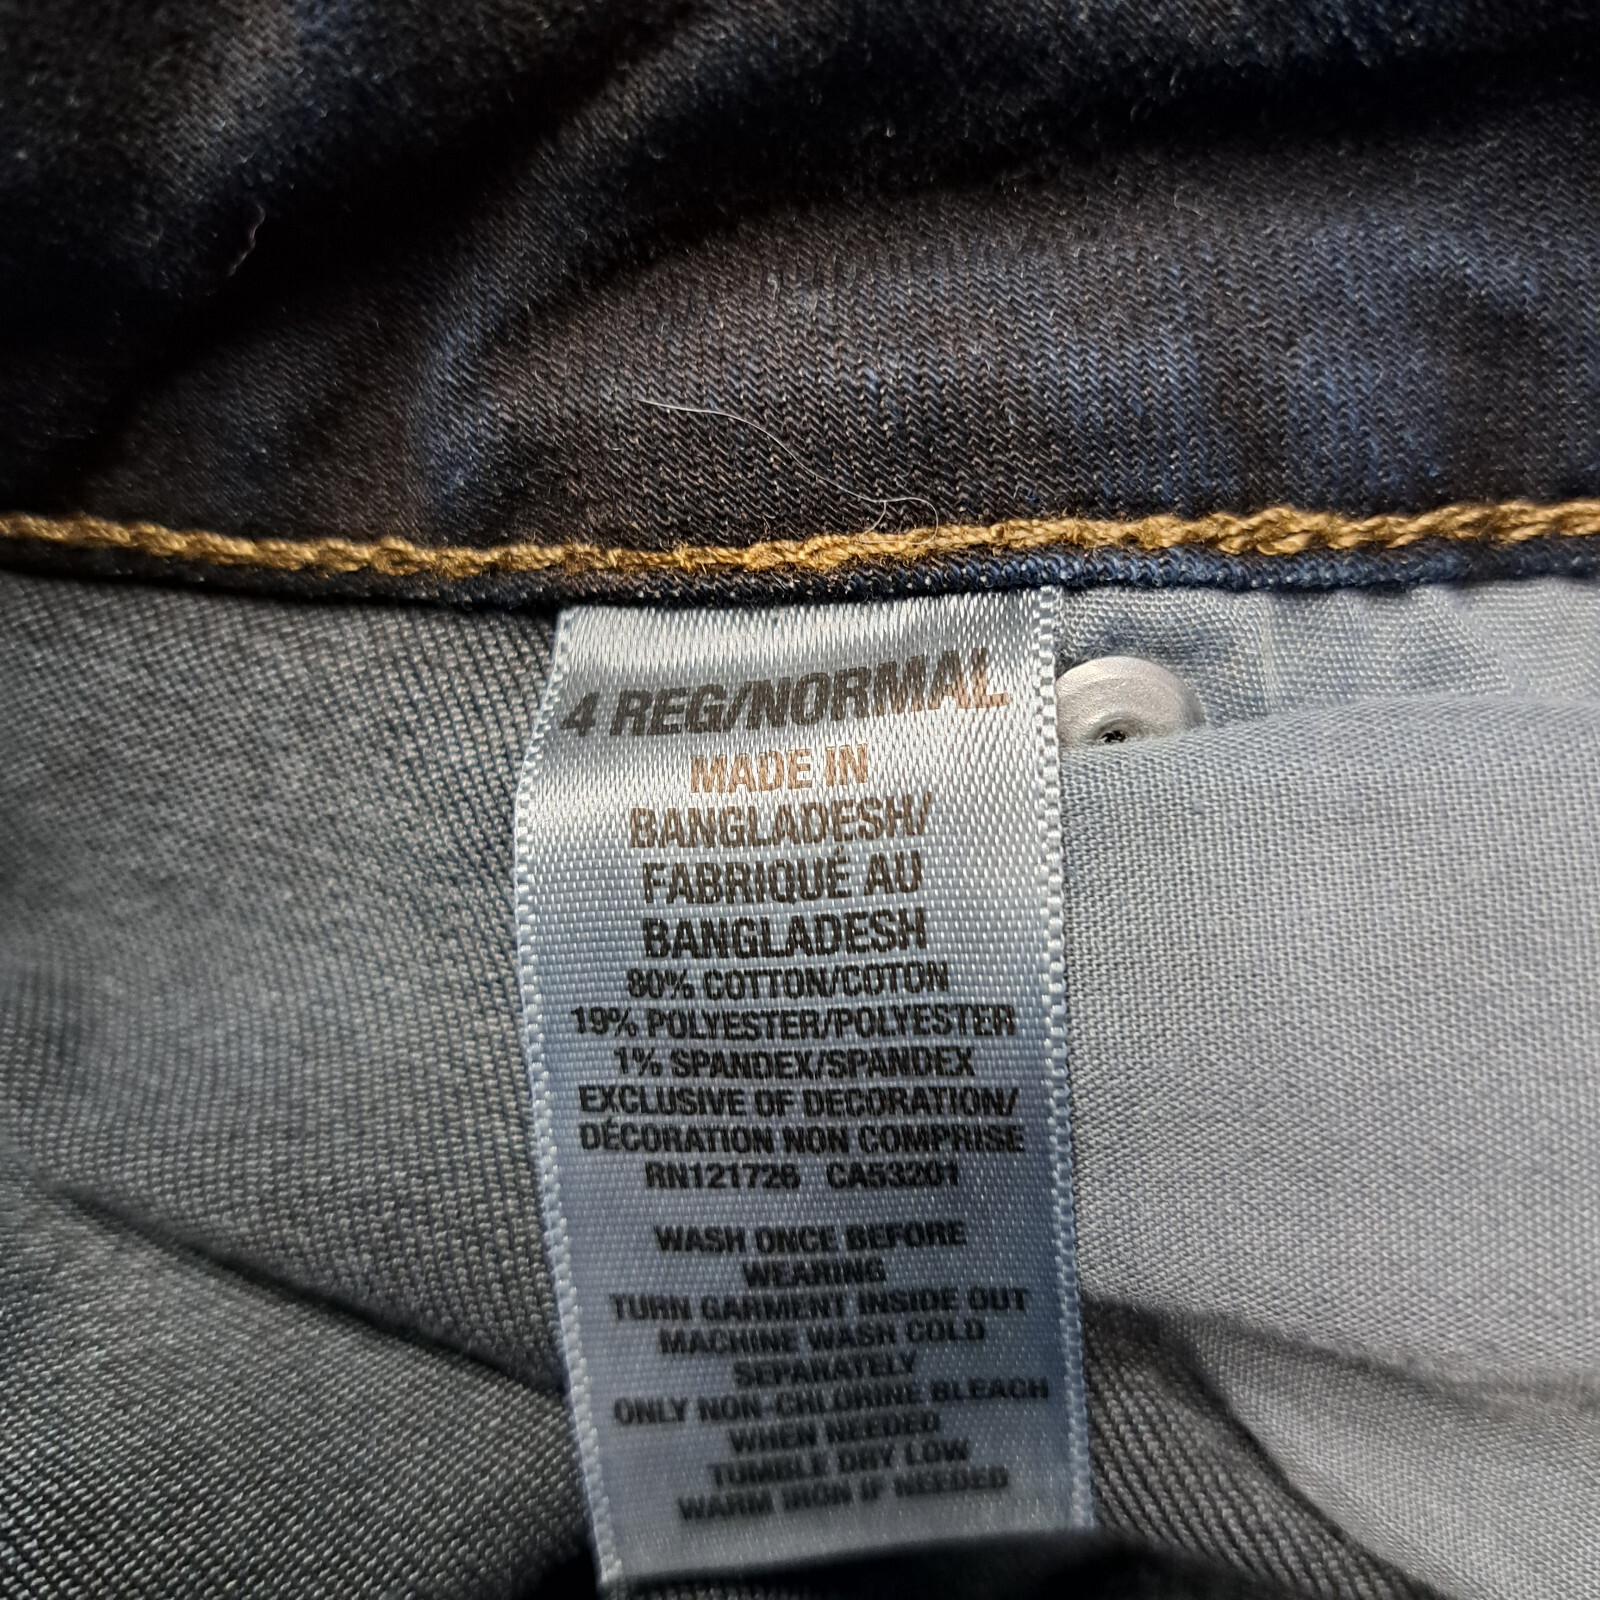 4 REG/NORMAL
MADE IN
BANGLADESH/
FABRIQUÉ AU
BANGLADESH
80% COTTON/COTON
19% POLYESTER/POLYESTER
1% SPANDEX/SPANDEX
EXCLUSIVE OF DECORATION/
DÉCORATION NON COMPRISE
RN121726 CA53201
WASH ONCE BEFORE
WEARING
TURN GARMENT INSIDE OUT
MACHINE WASH COLD
SEPARATELY
ONLY NON-CHLORINE BLEACH
WHEN NEEDED
TUMBLE DRY LOW
WARM IRON IF NEEDED